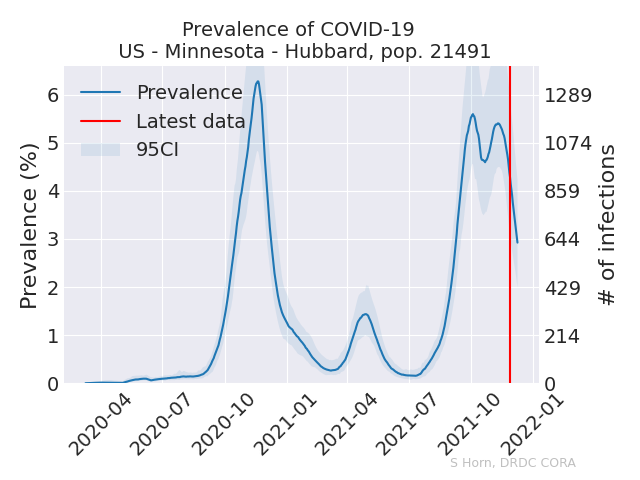 Prevalence of COVID-19
US - Minnesota - Hubbard, pop. 21491
Prevalence
Latest data
95CI
Prevalence (%)
6
5
4
3
2
1
0
1289
1074
859
644
429
214
0
# of infections
2020-04
2020-07
2020-10
2021-01
2021-04
2021-07
2021-10
2022-01
S Horn, DRDC CORA